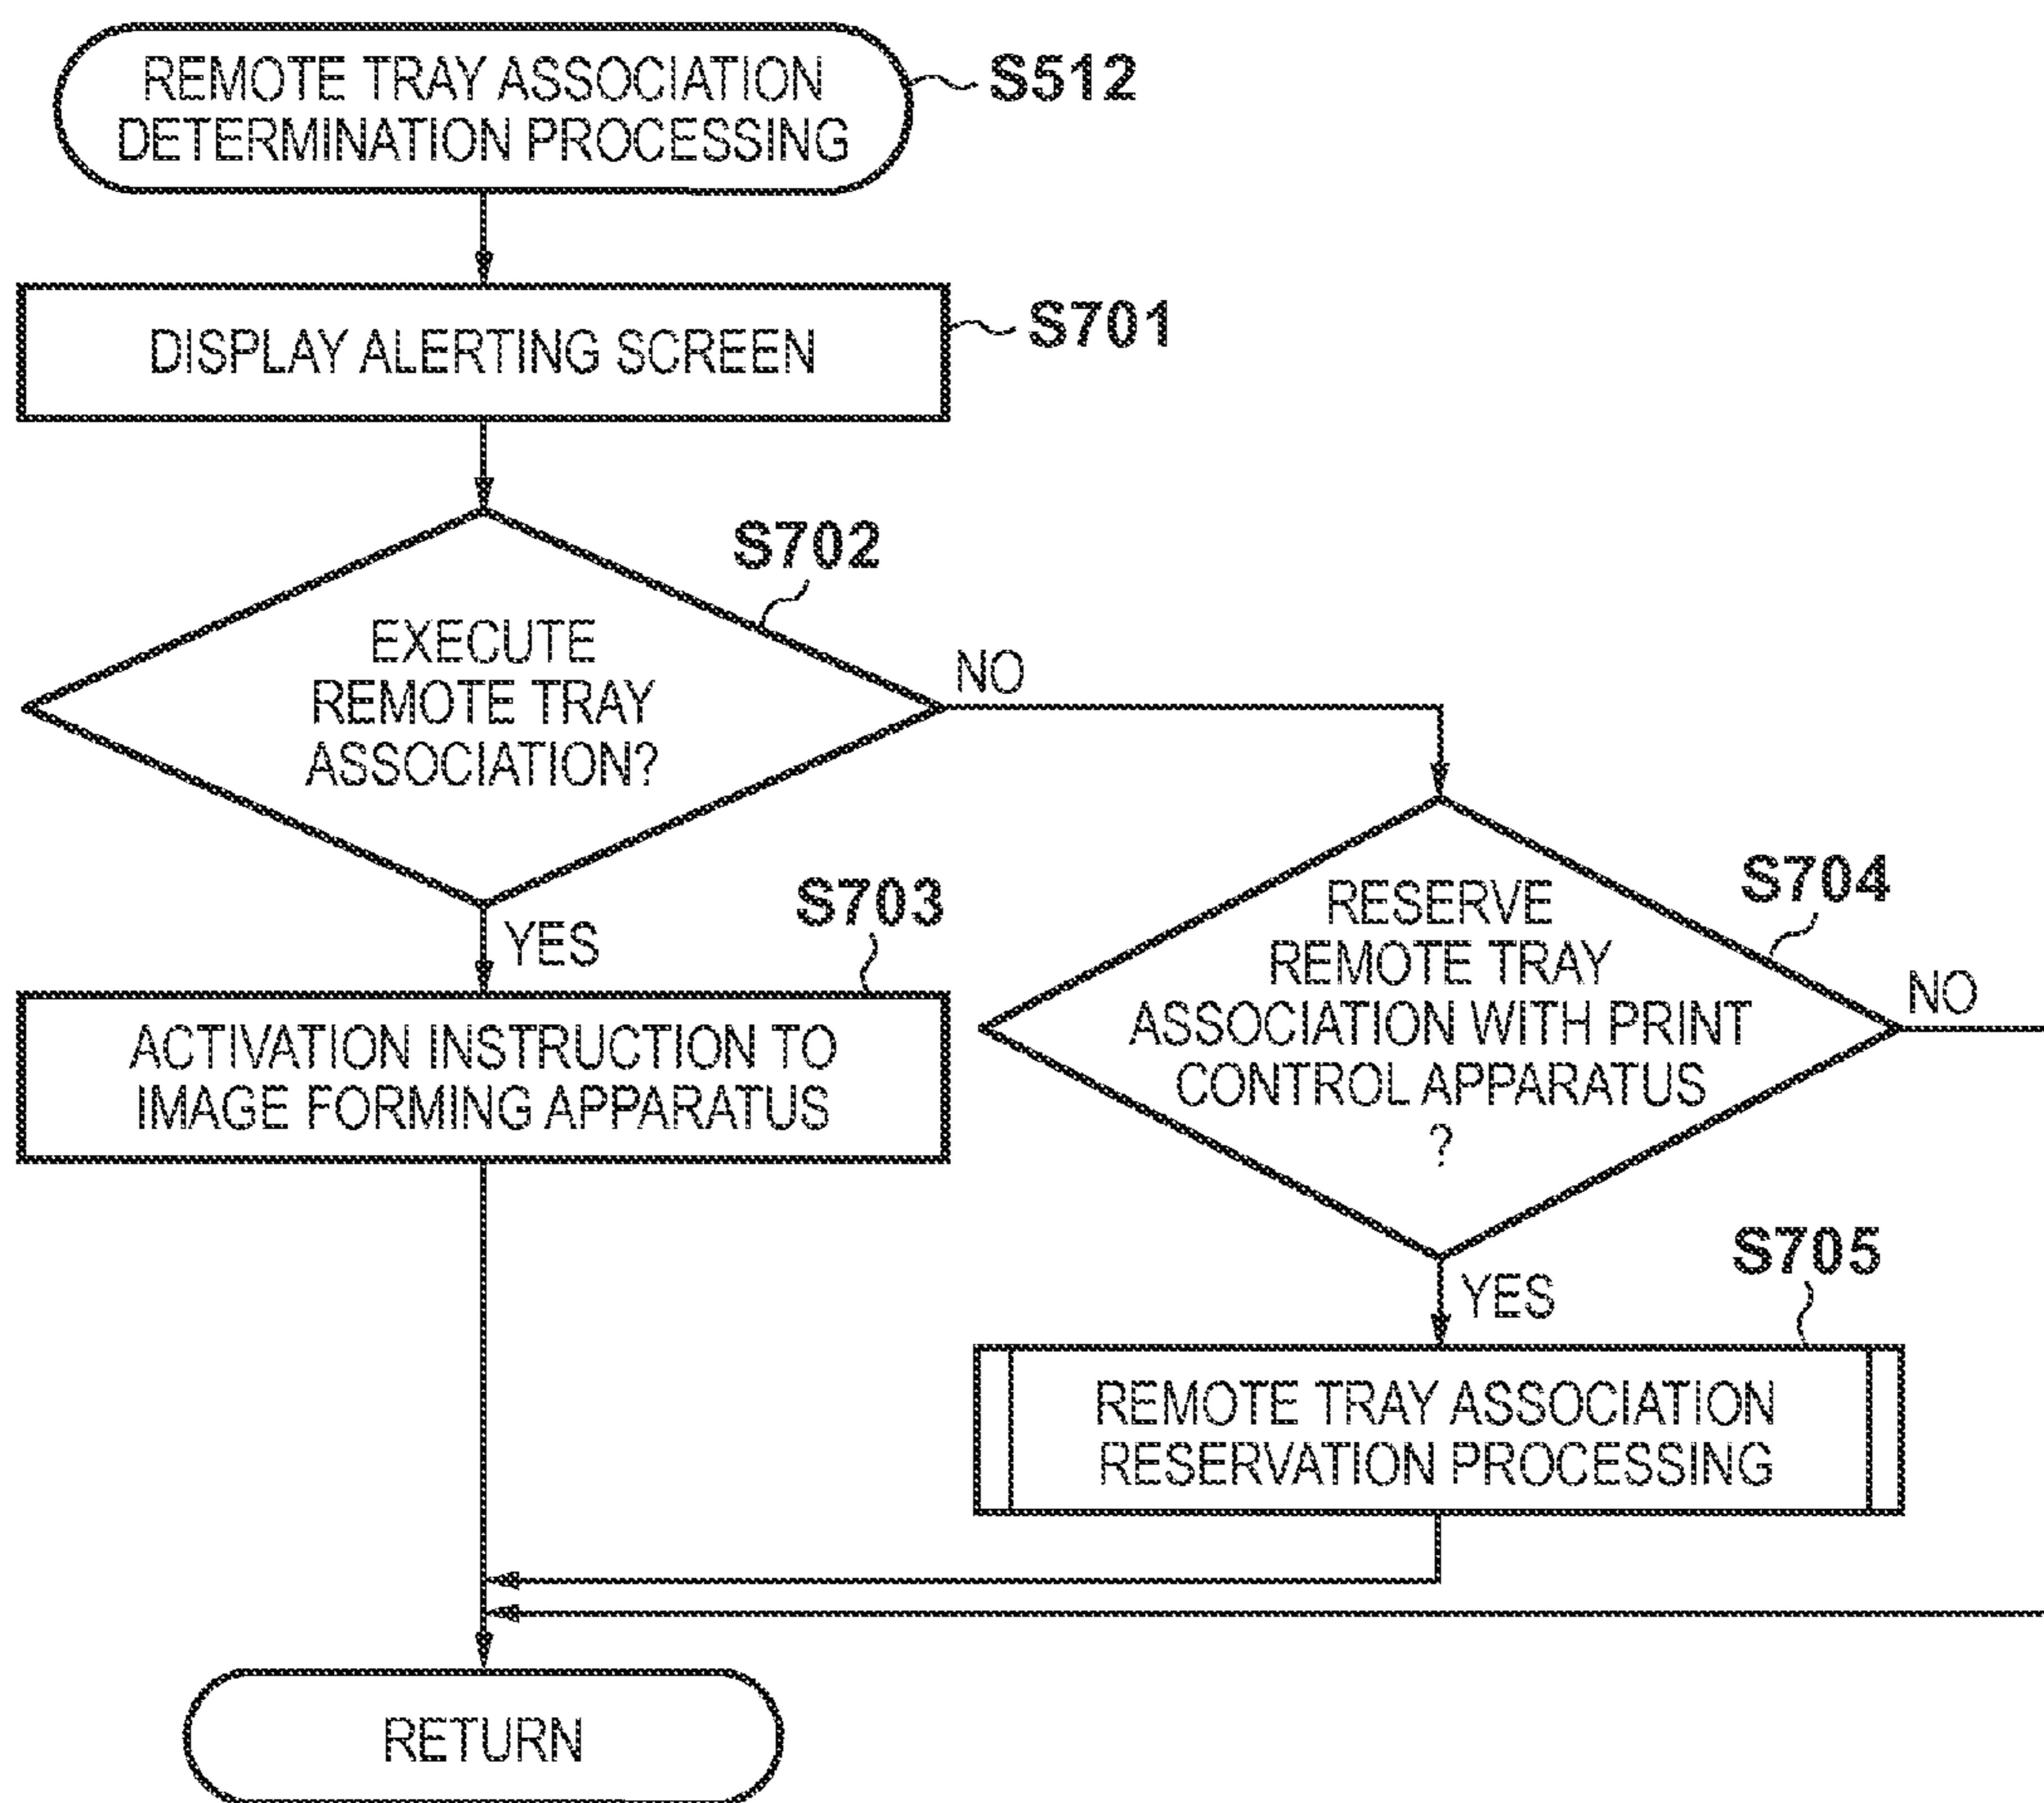 REMOTE TRAY ASSOCIATION
DETERMINATION PROCESSING
S512
DISPLAY ALERTING SCREEN
S701
S702
EXECUTE
REMOTE TRAY
ASSOCIATION?
NO
YES
S703
ACTIVATION INSTRUCTION TO
IMAGE FORMING APPARATUS
S704
RESERVE
REMOTE TRAY
ASSOCIATION WITH PRINT
CONTROL APPARATUS
?
NO
YES
S705
REMOTE TRAY ASSOCIATION
RESERVATION PROCESSING
RETURN